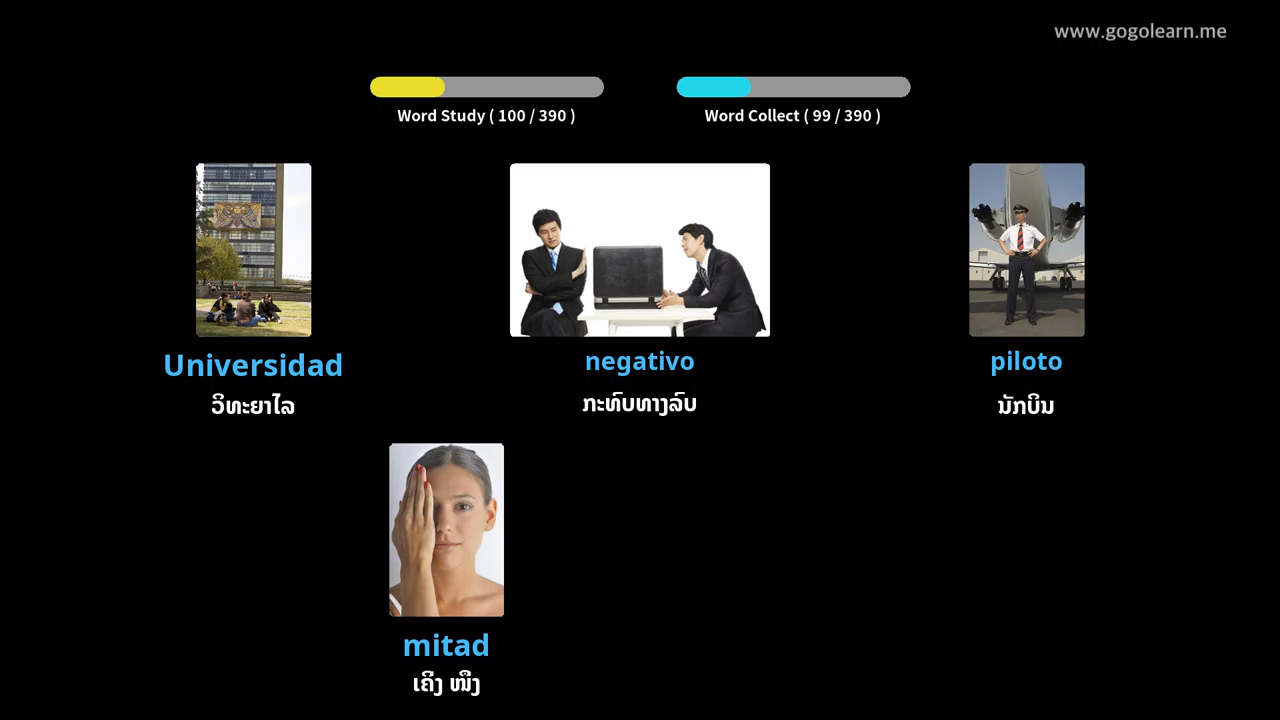 www.gogolearn.me
Word Study ( 100 / 390 )
Word Collect ( 99 / 390 )
Universidad
ວິທະຍາໄລ
negativo
ກະທົບທາງລົບ
piloto
ນັກບິນ
mitad
ເຄິງ ໜຶງ